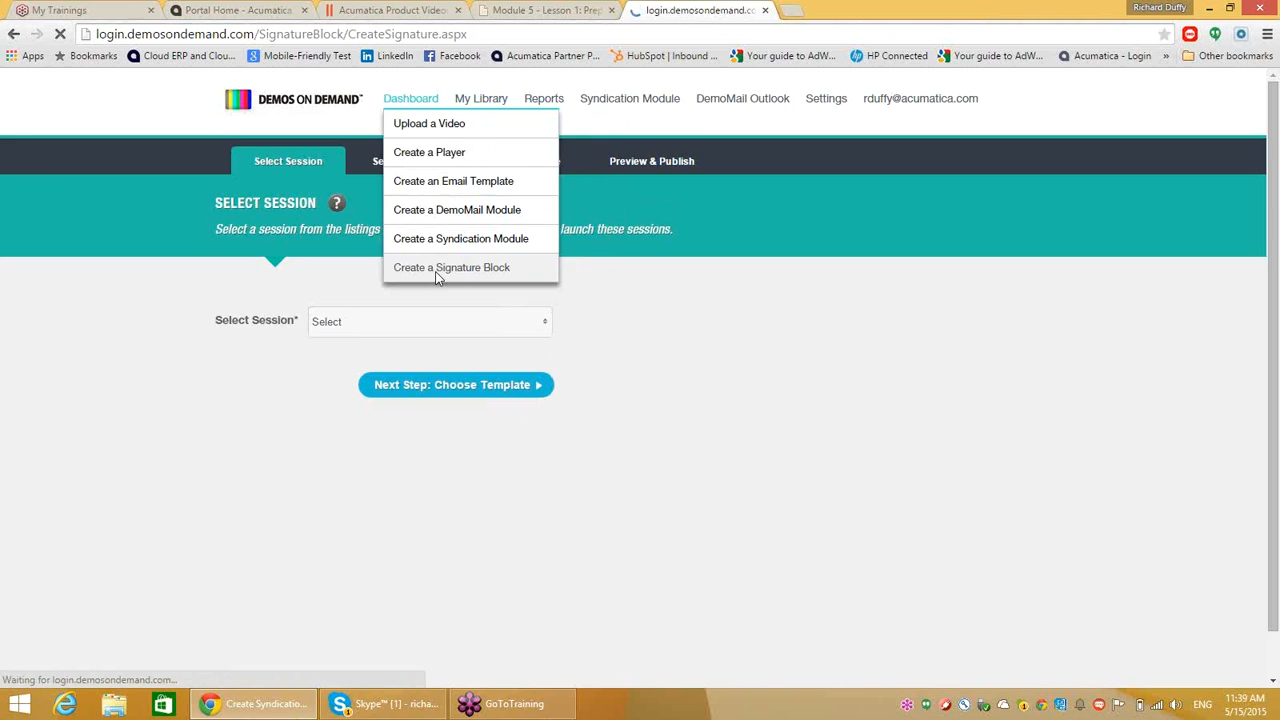 Richard Duffy
My Trainings
Portal Home - Acumatica
Acumatica Product Video
Module 5 - Lesson 1: Prep
login.demosondemand.co
login.demosondemand.com/SignatureBlock/CreateSignature.aspx
Apps
Bookmarks
Cloud ERP and Clou...
Mobile-Friendly Test
LinkedIn
Facebook
Acumatica Partner P...
HubSpot | Inbound ...
Your guide to AdW...
HP Connected
Your guide to AdW...
Acumatica - Login
»
Other bookmarks
DEMOS ON DEMAND™
Dashboard
My Library
Reports
Syndication Module
DemoMail Outlook
Settings
rduffy@acumatica.com
Upload a Video
Create a Player
Create an Email Template
Create a DemoMail Module
Create a Syndication Module
Create a Signature Block
Select Session
Se
Preview & Publish
SELECT SESSION ?
Select a session from the listings
launch these sessions.
Select Session*
Select
Next Step: Choose Template
Waiting for login.demosondemand.com...
Create Syndicatio...
Skype™ [1] - richa...
GoToTraining
ENG
11:39 AM
5/15/2015